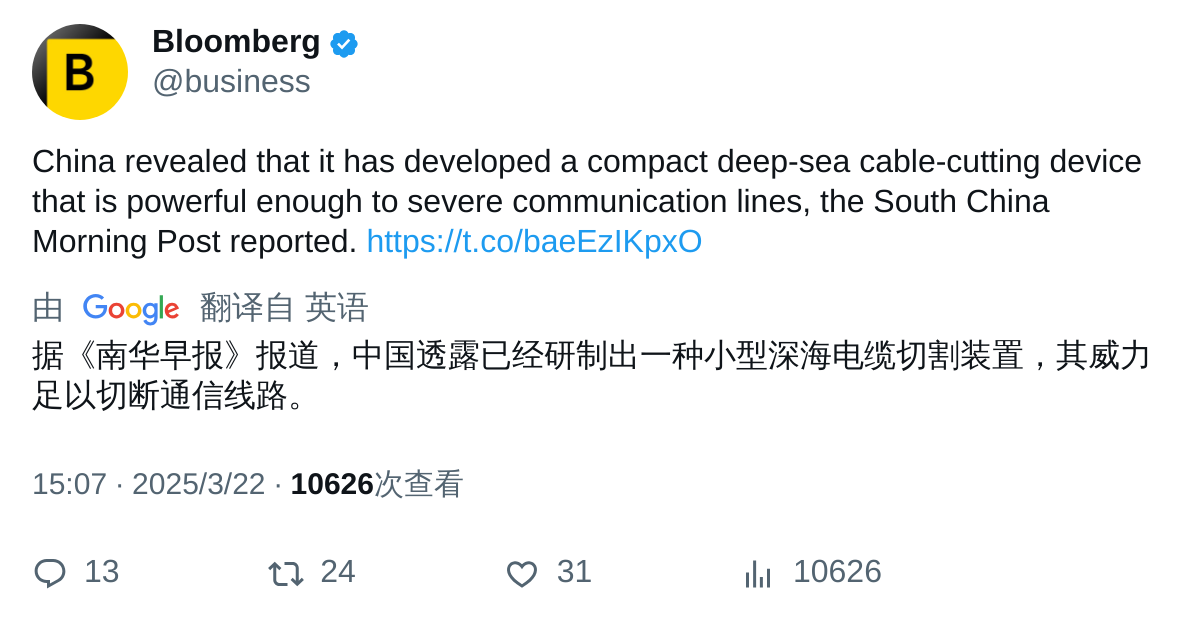 B
Bloomberg
@business
China revealed that it has developed a compact deep-sea cable-cutting device
that is powerful enough to severe communication lines, the South China
Morning Post reported. https://t.co/baeEzIKpxO
由 Google 翻译自 英语
据《南华早报》报道，中国透露已经研制出一种小型深海电缆切割装置，其威力
足以切断通信线路。
15:07 · 2025/3/22 · 10626次查看
13 24 31 10626